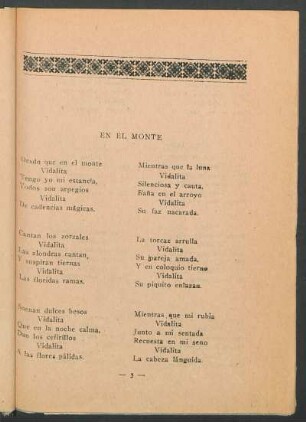 EN EL MONTE
Desde que en el monte
Vidalita
Tengo yo mi estancia,
Todos son arpegios
Vidalita
De cadencias mágicas.
Cantan los zorzales
Vidalita
Las alondras cantan,
Y suspiran tiernas
Vidalita
Las floridas ramas.
Suenan dulces besos
Vidalita
Que en la noche calma,
Dan los cefirillos
Vidalita
A las flores pálidas.
Mientras que la luna
Vidalita
Silenciosa y cauta,
Baña en el arroyo
Vidalita
Su faz nacarada.
La torcaz arrulla
Vidalita
Su pareja amada,
Y en coloquio tierno
Vidalita
Su piquito enlazan.
Mientras que mi rubia
Vidalita
Junto a mi sentada
Recuesta en mi seno
Vidalita
La cabeza lánguida.